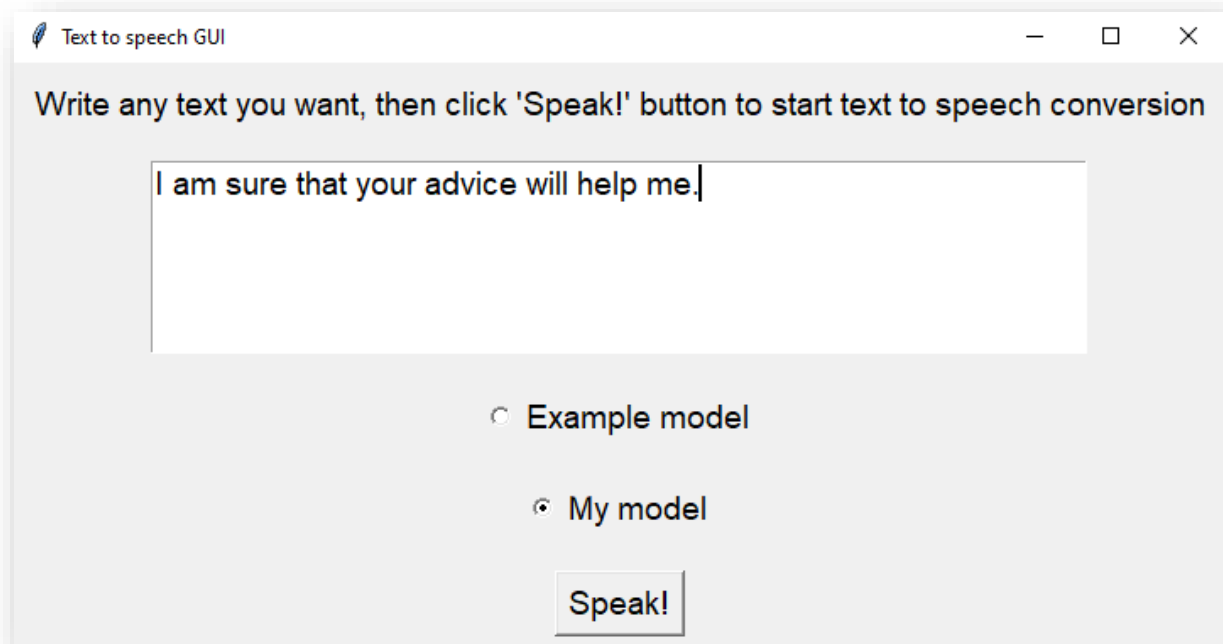 Text to speech GUI
Write any text you want, then click 'Speak!' button to start text to speech conversion
I am sure that your advice will help me.
Example model
My model
Speak!